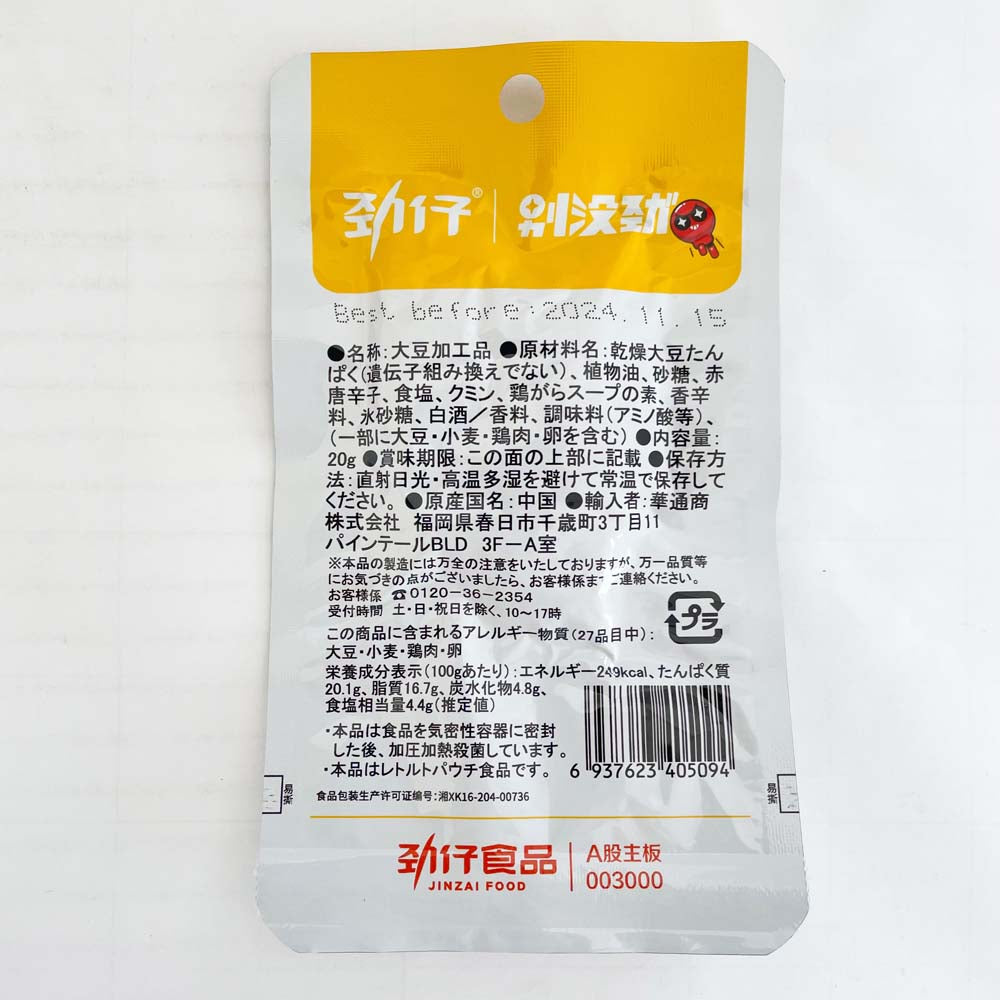 劲仔® 别没劲
Best before:2024.11.15
●名称:大豆加工品 ●原材料名:乾燥大豆たん
ぱく(遺伝子組み換えでない)、植物油、砂糖、赤
唐辛子、食塩、クミン、鶏がらスープの素、香辛
料、氷砂糖、白酒／香料、調味料(アミノ酸等)、
(一部に大豆・小麦・鶏肉・卵を含む) ●内容量:
20g ●賞味期限:この面の上部に記載 ●保存方
法:直射日光・高温多湿を避けて常温で保存して
ください。 ●原産国名:中国 ●輸入者:華通商
株式会社 福岡県春日市千歳町3丁目11
パインテールBLD 3F－A室
※本品の製造には万全の注意をいたしておりますが、万一品質等
にお気づきの点がございましたら、お客様係までご連絡ください。
お客様係 ☎0120－36－2354
受付時間 土・日・祝日を除く、10～17時
プラ
この商品に含まれるアレルギー物質(27品目中):
大豆・小麦・鶏肉・卵
栄養成分表示(100gあたり):エネルギー249kcal、たんぱく質
20.1g、脂質16.7g、炭水化物4.8g、
食塩相当量4.4g(推定値)
・本品は食品を気密性容器に密封
した後、加圧加熱殺菌しています。
・本品はレトルトパウチ食品です。
6 937623 405094
易撕
易撕
食品包装生产许可证编号:湘XK16-204-00736
劲仔食品
JINZAI FOOD
A股主板
003000